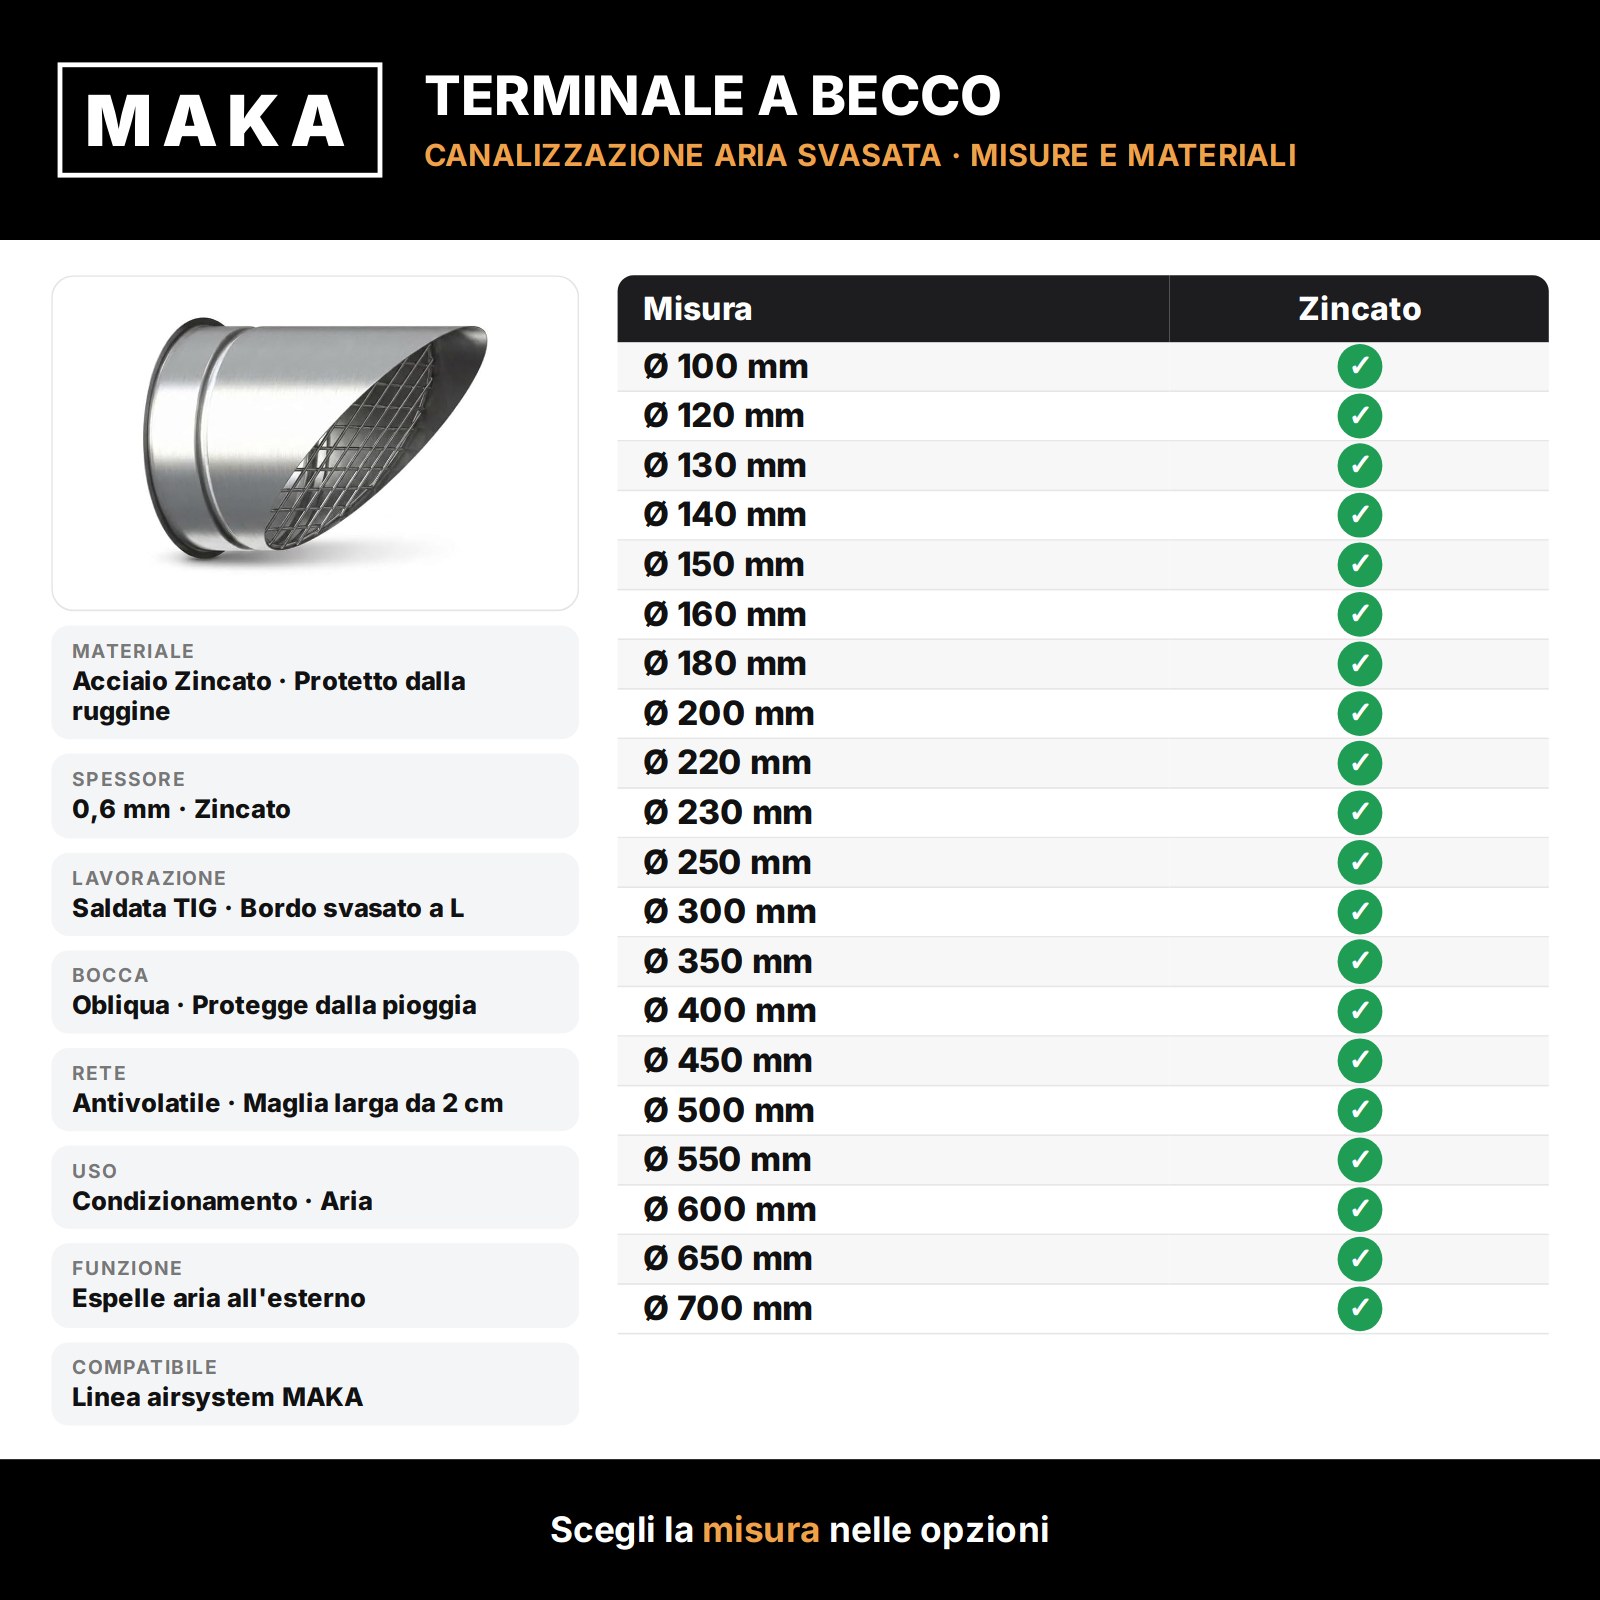 MAKA
TERMINALE A BECCO
CANALIZZAZIONE ARIA SVASATA · MISURE E MATERIALI
MATERIALE
Acciaio Zincato · Protetto dalla
ruggine
SPESSORE
0,6 mm · Zincato
LAVORAZIONE
Saldata TIG · Bordo svasato a L
BOCCA
Obliqua · Protegge dalla pioggia
RETE
Antivolatile · Maglia larga da 2 cm
USO
Condizionamento · Aria
FUNZIONE
Espelle aria all'esterno
COMPATIBILE
Linea airsystem MAKA
Misura Zincato
Ø 100 mm ✓
Ø 120 mm ✓
Ø 130 mm ✓
Ø 140 mm ✓
Ø 150 mm ✓
Ø 160 mm ✓
Ø 180 mm ✓
Ø 200 mm ✓
Ø 220 mm ✓
Ø 230 mm ✓
Ø 250 mm ✓
Ø 300 mm ✓
Ø 350 mm ✓
Ø 400 mm ✓
Ø 450 mm ✓
Ø 500 mm ✓
Ø 550 mm ✓
Ø 600 mm ✓
Ø 650 mm ✓
Ø 700 mm ✓
Scegli la misura nelle opzioni